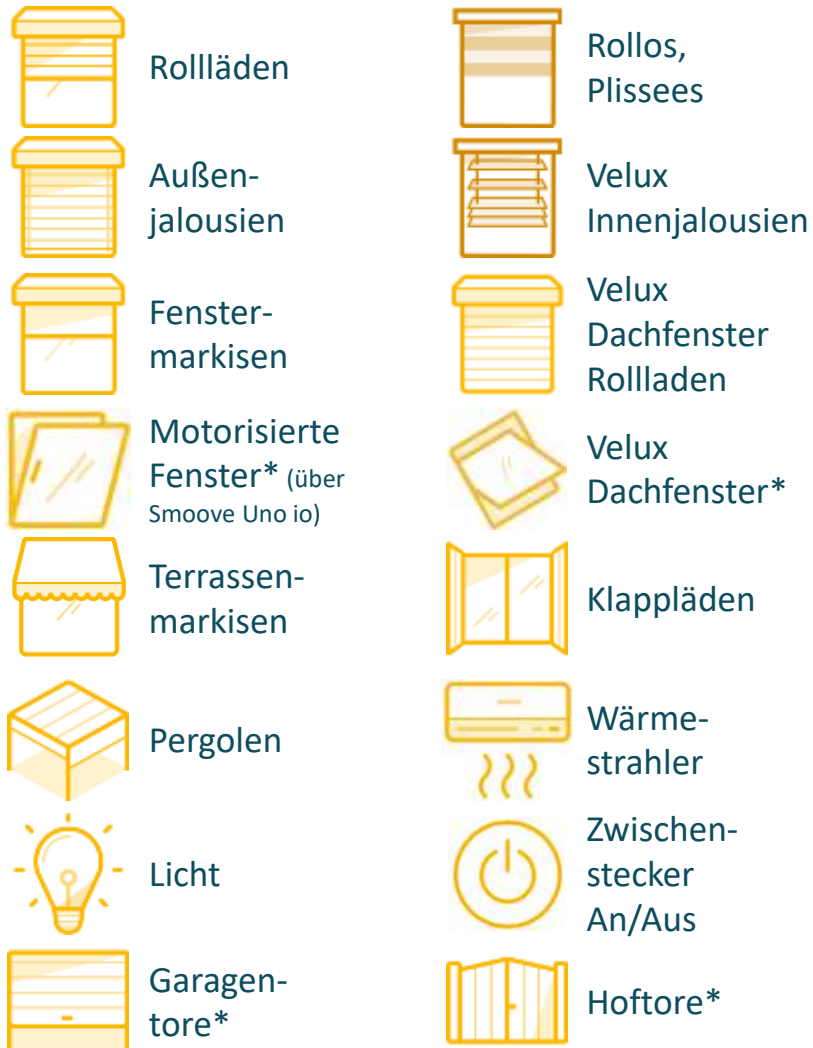 Rollläden
Rollos,
Plissees
Außen-
jalousien
Velux
Innenjalousien
Fenster-
markisen
Velux
Dachfenster
Rollladen
Motorisierte
Fenster* (über
Smoove Uno io)
Velux
Dachfenster*
Terrassen-
markisen
Klappläden
Pergolen
Wärme-
strahler
Licht
Zwischen-
stecker
An/Aus
Garagen-
tore*
Hoftore*